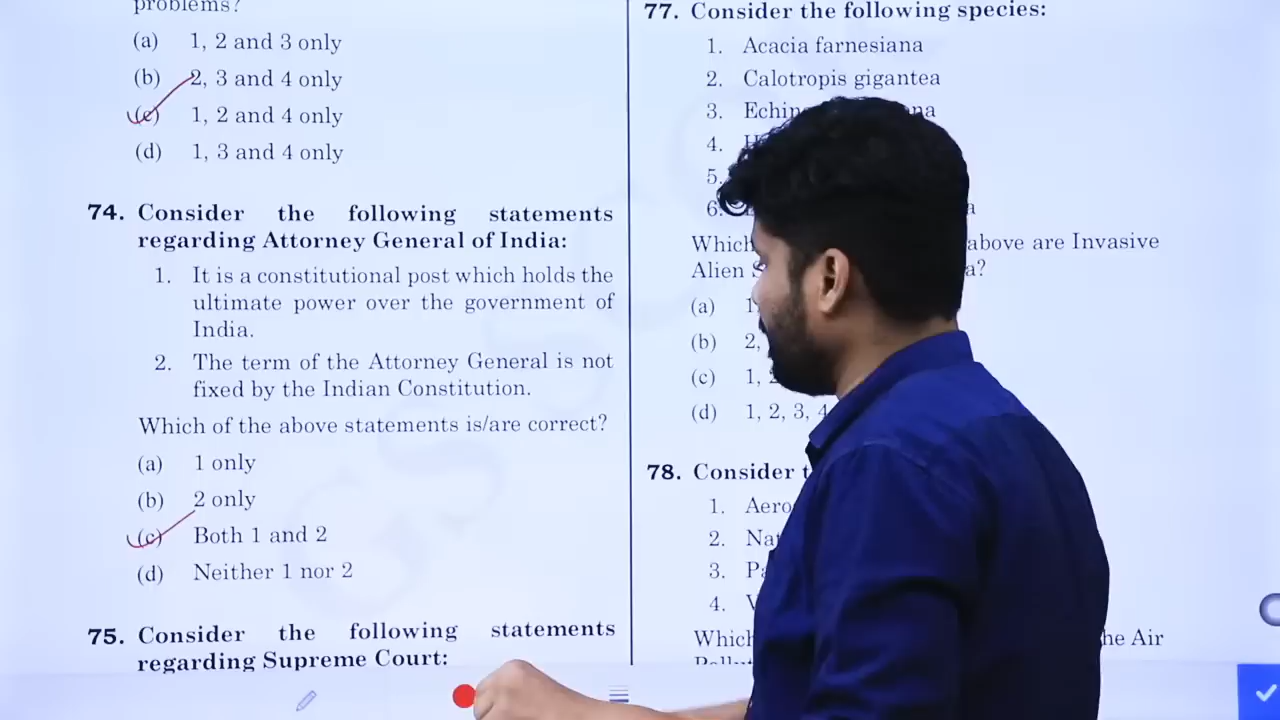 problems?
(a) 1, 2 and 3 only
(b) 2, 3 and 4 only
(c) 1, 2 and 4 only
(d) 1, 3 and 4 only
74. Consider the following statements
regarding Attorney General of India:
1. It is a constitutional post which holds the
ultimate power over the government of
India.
2. The term of the Attorney General is not
fixed by the Indian Constitution.
Which of the above statements is/are correct?
(a) 1 only
(b) 2 only
(c) Both 1 and 2
(d) Neither 1 nor 2
75. Consider the following statements
regarding Supreme Court:
77. Consider the following species:
1. Acacia farnesiana
2. Calotropis gigantea
3.
4.
5.
6.
Which above are Invasive
Alien
(a) 1,
(b) 2,
(c) 1, 2
(d) 1, 2, 3, 4
78. Consider
1.
2.
3.
4.
Which the Air